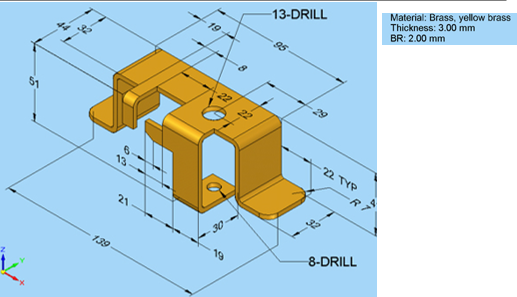 13-DRILL
Material: Brass, yellow brass
Thickness: 3.00 mm
BR: 2.00 mm
44
32
19
95
8
51
22
22
29
6
13
22 TYP
R 7
4
21
30
32
19
139
8-DRILL
Z
Y
X